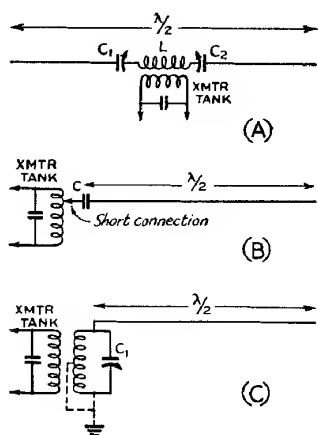 λ/2
C1 L C2
XMTR
TANK
(A)
XMTR
TANK
C λ/2
Short connection
(B)
XMTR
TANK
λ/2
C1
(C)